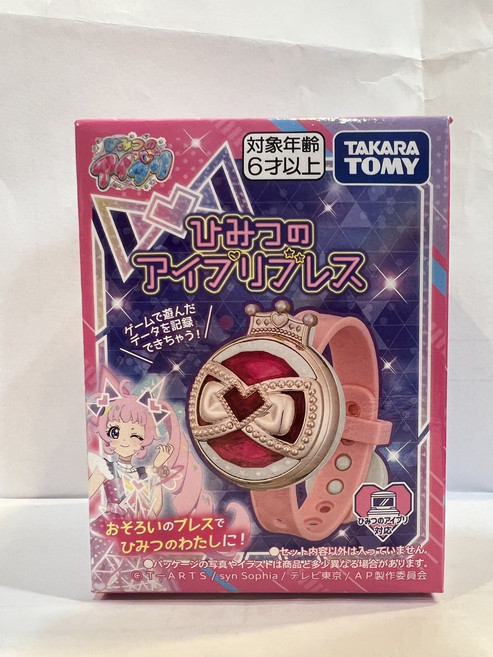 ひみつの
アイプリ
対象年齢
6才以上
TAKARA
TOMY
ひみつの
アイプリブレス
ゲームで遊んだ
データを記録
できちゃう!
おそろいのブレスで
ひみつのわたしに!
ひみつのアイプリ
対応
●セット内容以外は入っていません。
●パッケージの写真やイラストは商品と多少異なる場合があります。
© T-ARTS / syn Sophia / テレビ東京 / AP製作委員会